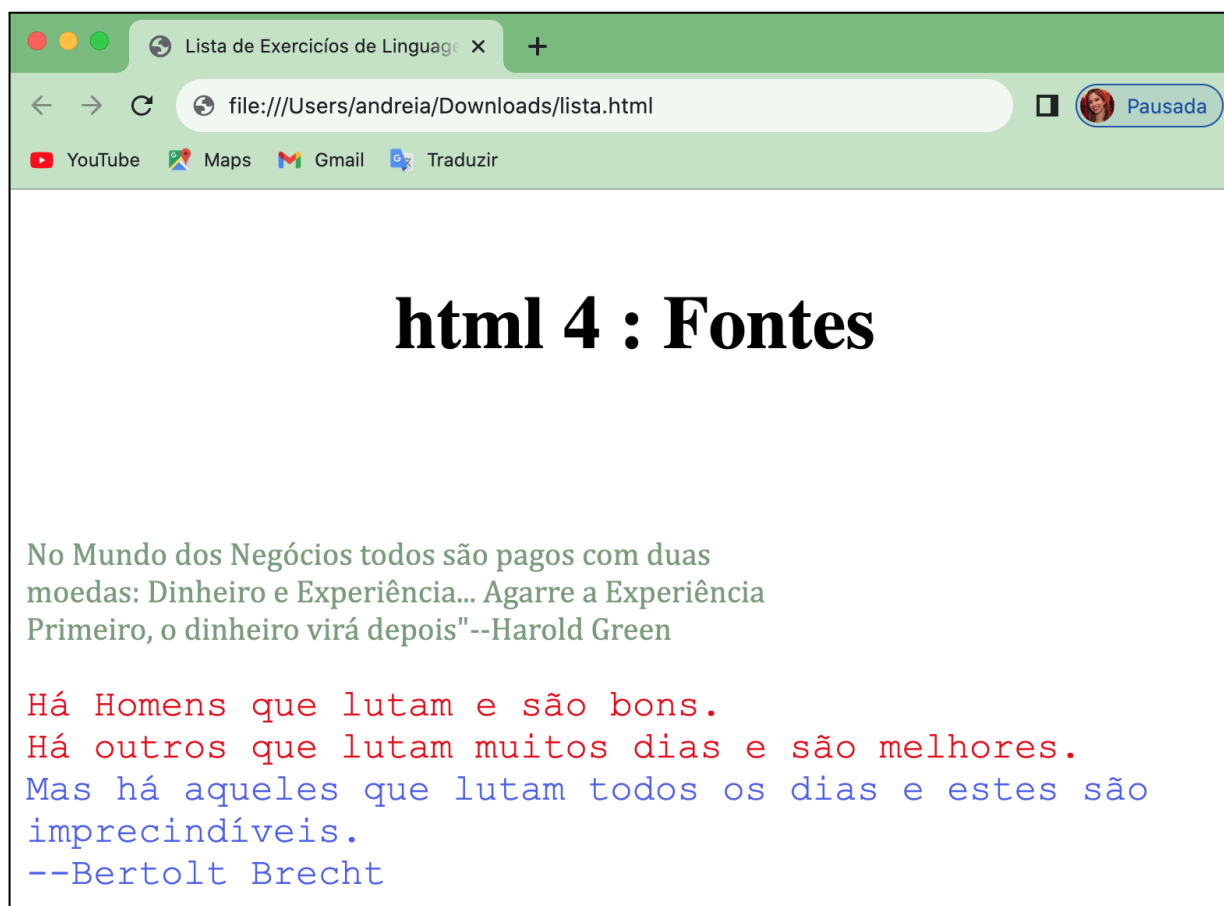 Lista de Exercicíos de Linguage
file:///Users/andreia/Downloads/lista.html
Pausada
YouTube Maps Gmail Traduzir
html 4 : Fontes
No Mundo dos Negócios todos são pagos com duas
moedas: Dinheiro e Experiência... Agarre a Experiência
Primeiro, o dinheiro virá depois"--Harold Green
Há Homens que lutam e são bons.
Há outros que lutam muitos dias e são melhores.
Mas há aqueles que lutam todos os dias e estes são
imprecindíveis.
--Bertolt Brecht